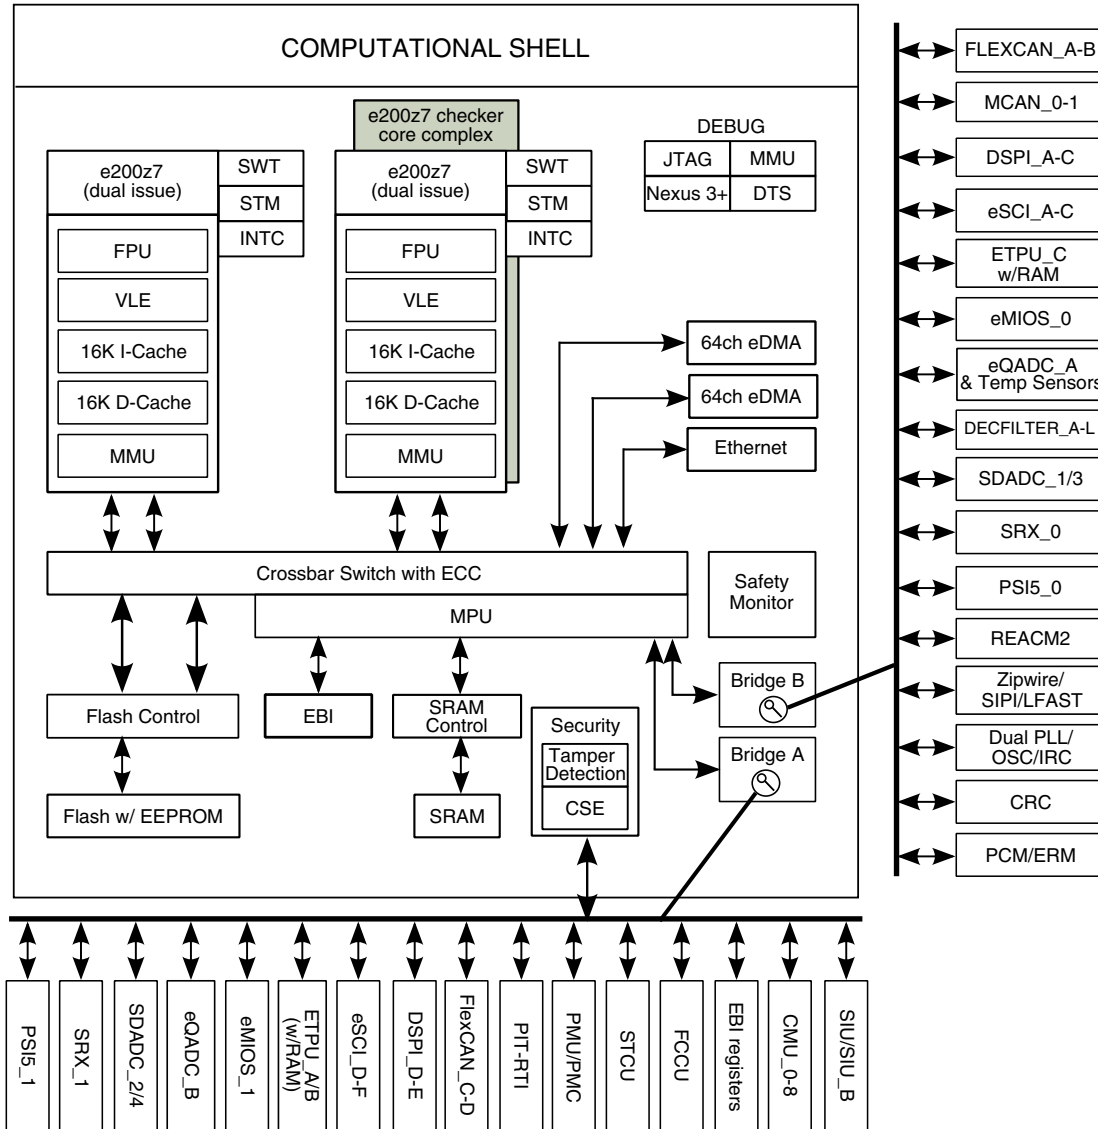 COMPUTATIONAL SHELL
e200z7 checker
core complex
e200z7
(dual issue)
SWT
STM
INTC
FPU
VLE
16K I-Cache
16K D-Cache
MMU
e200z7
(dual issue)
SWT
STM
INTC
FPU
VLE
16K I-Cache
16K D-Cache
MMU
DEBUG
JTAG
MMU
Nexus 3+
DTS
64ch eDMA
64ch eDMA
Ethernet
Crossbar Switch with ECC
MPU
Safety
Monitor
Flash Control
EBI
SRAM
Control
Security
Tamper
Detection
CSE
Bridge B
Bridge A
Flash w/ EEPROM
SRAM
FLEXCAN_A-B
MCAN_0-1
DSPI_A-C
eSCI_A-C
ETPU_C
w/RAM
eMIOS_0
eQADC_A
& Temp Sensors
DECFILTER_A-L
SDADC_1/3
SRX_0
PSI5_0
REACM2
Zipwire/
SIPI/LFAST
Dual PLL/
OSC/IRC
CRC
PCM/ERM
PSI5_1
SRX_1
SDADC_2/4
eQADC_B
eMIOS_1
ETPU_A/B
(w/RAM)
eSCI_D-F
DSPI_D-E
FlexCAN_C-D
PIT-RTI
PMU/PMC
STCU
FCCU
EBI registers
CMU_0-8
SIU/SIU_B